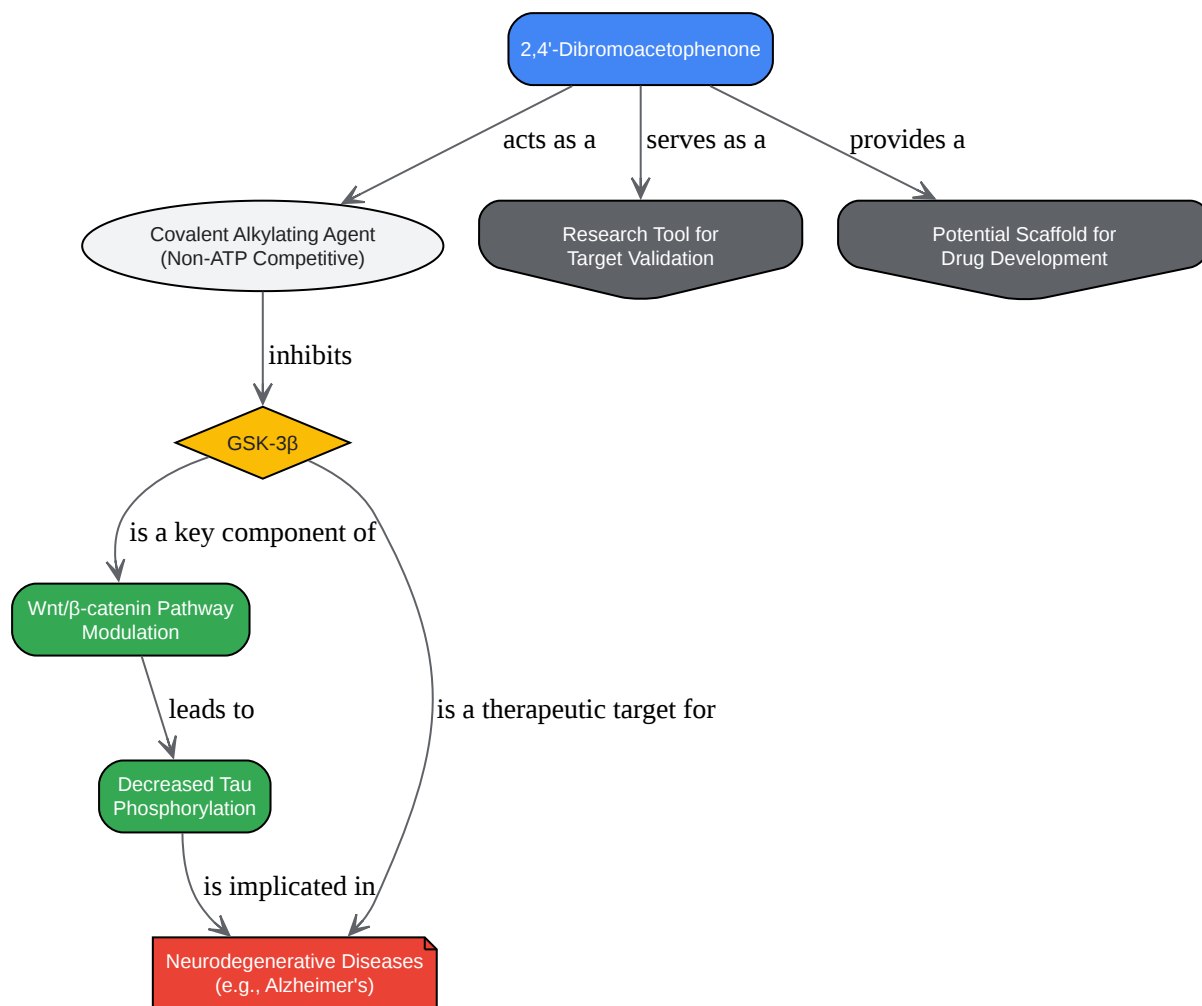 2,4'-Dibromoacetophenone
acts as a
serves as a
provides a
Covalent Alkylating Agent
(Non-ATP Competitive)
Research Tool for
Target Validation
Potential Scaffold for
Drug Development
inhibits
GSK-3β
is a key component of
Wnt/β-catenin Pathway
Modulation
leads to
is a therapeutic target for
Decreased Tau
Phosphorylation
is implicated in
Neurodegenerative Diseases
(e.g., Alzheimer's)